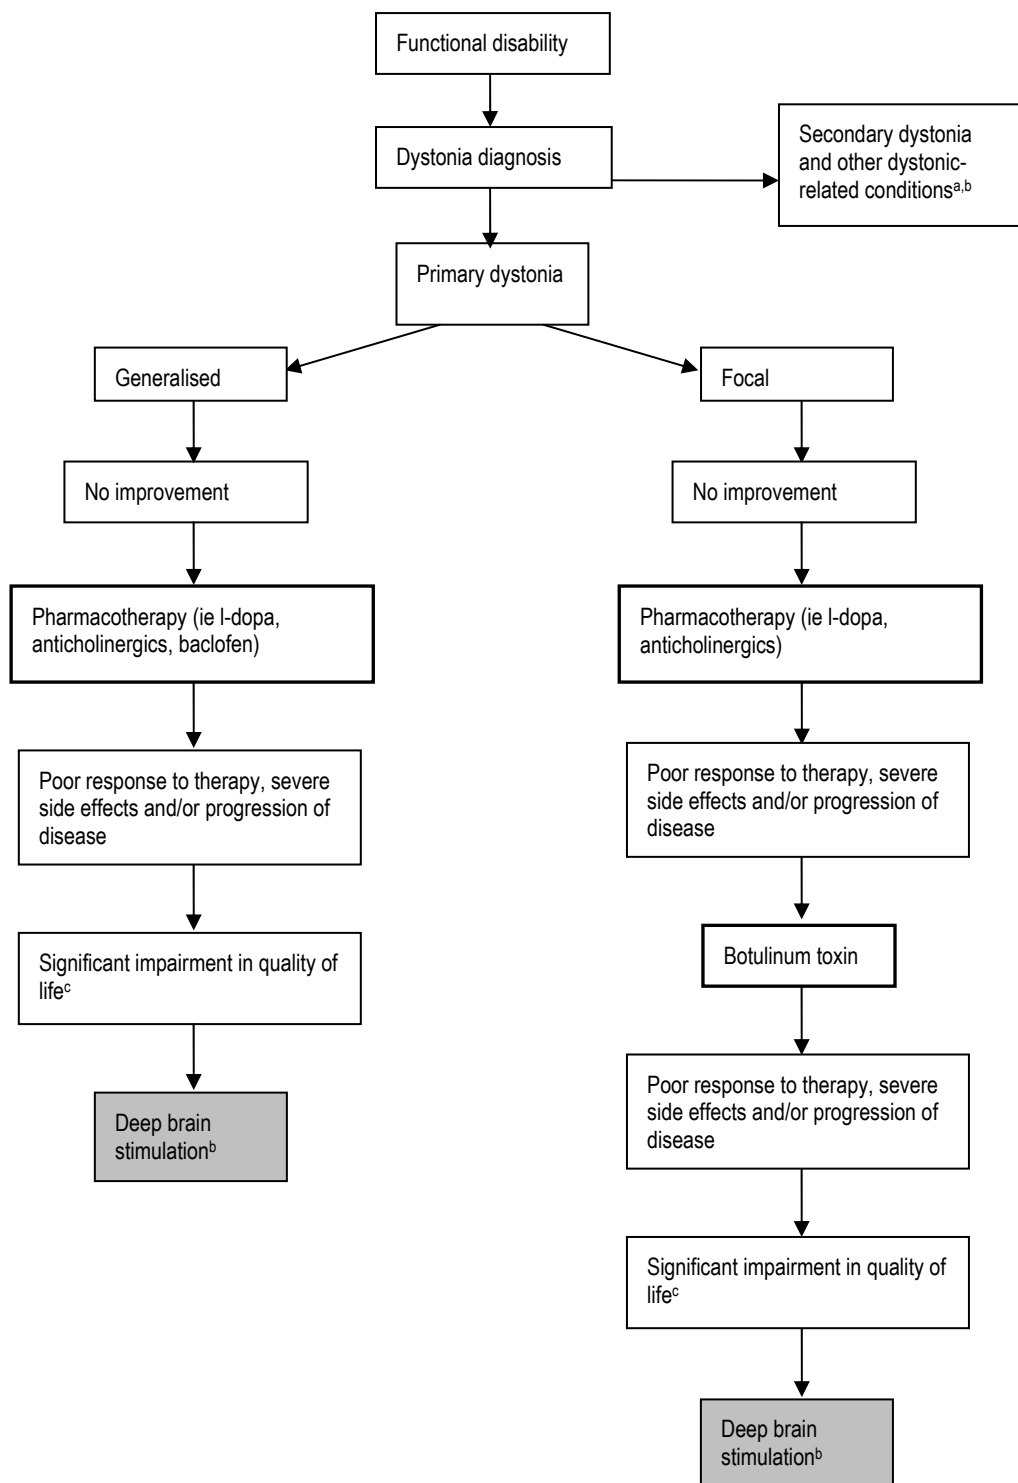 Functional disability
Dystonia diagnosis
Secondary dystonia
and other dystonic-
related conditionsa,b
Primary dystonia
Generalised
Focal
No improvement
No improvement
Pharmacotherapy (ie l-dopa,
anticholinergics, baclofen)
Pharmacotherapy (ie l-dopa,
anticholinergics)
Poor response to therapy, severe
side effects and/or progression of
disease
Poor response to therapy, severe
side effects and/or progression of
disease
Significant impairment in quality of
lifec
Botulinum toxin
Deep brain
stimulationb
Poor response to therapy, severe
side effects and/or progression of
disease
Significant impairment in quality of
lifec
Deep brain
stimulationb